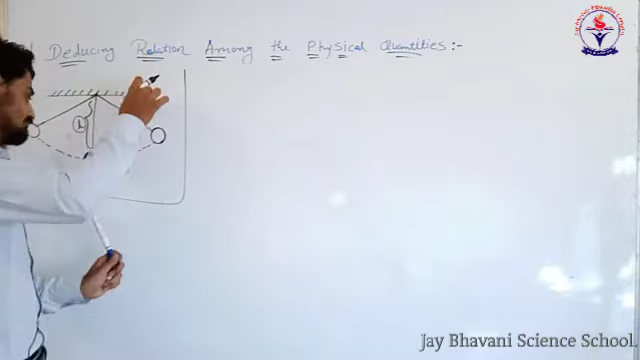 Deducing Relation Among the Physical Quantities :-
L
Jay Bhavani Science School.